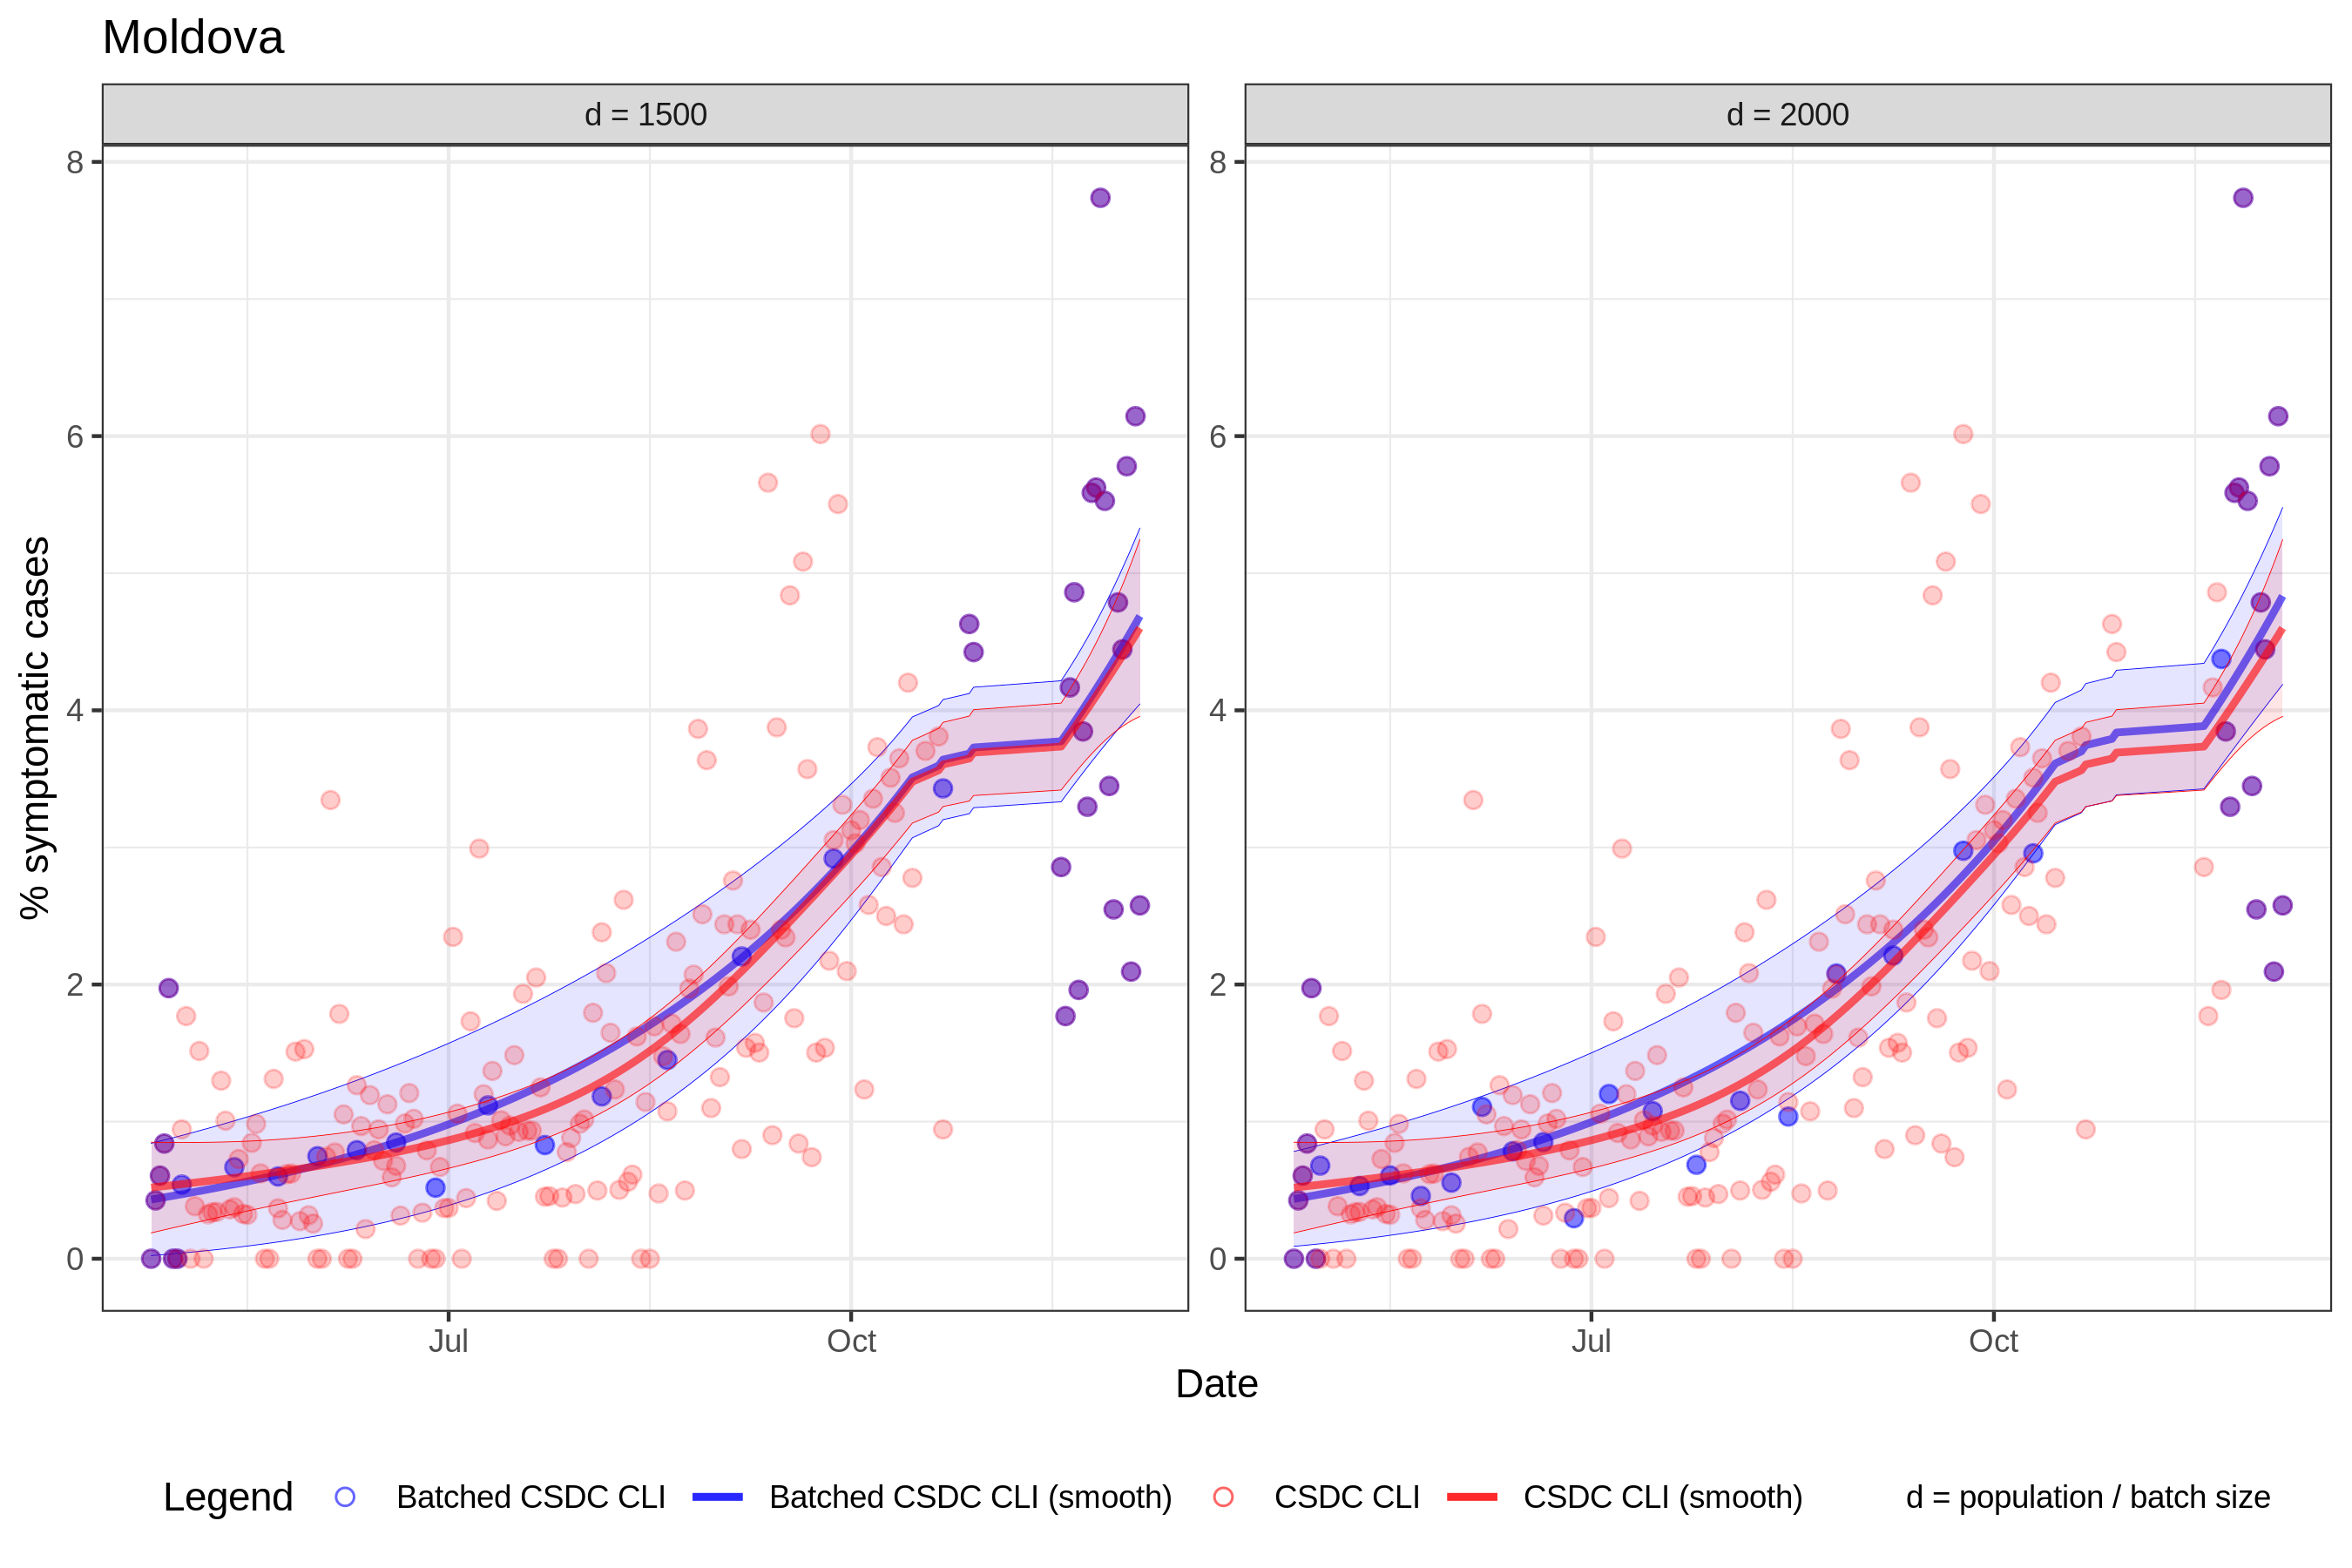 Moldova
d = 1500
d = 2000
% symptomatic cases
8
6
4
2
0
8
6
4
2
0
Jul
Oct
Jul
Oct
Date
Legend Batched CSDC CLI Batched CSDC CLI (smooth) CSDC CLI CSDC CLI (smooth) d = population / batch size